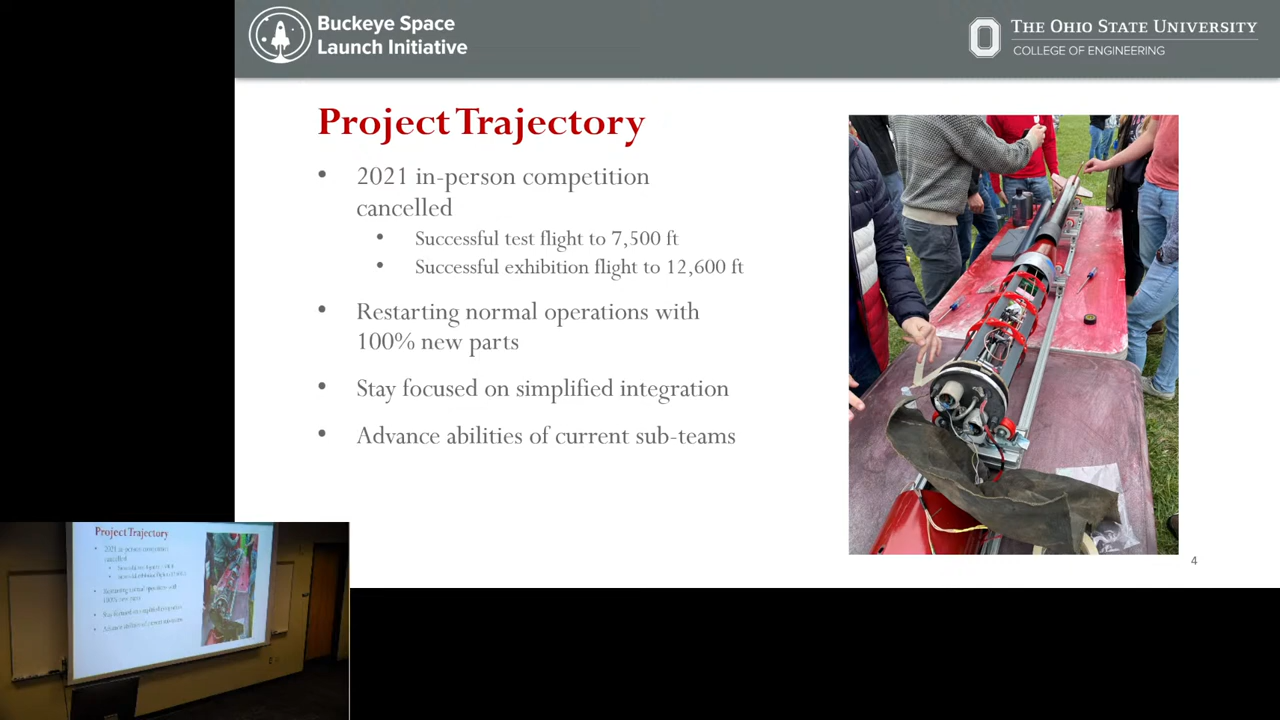 Buckeye Space
Launch Initiative
THE OHIO STATE UNIVERSITY
COLLEGE OF ENGINEERING
Project Trajectory
• 2021 in-person competition
cancelled
• Successful test flight to 7,500 ft
• Successful exhibition flight to 12,600 ft
• Restarting normal operations with
100% new parts
• Stay focused on simplified integration
• Advance abilities of current sub-teams
4
Project Trajectory